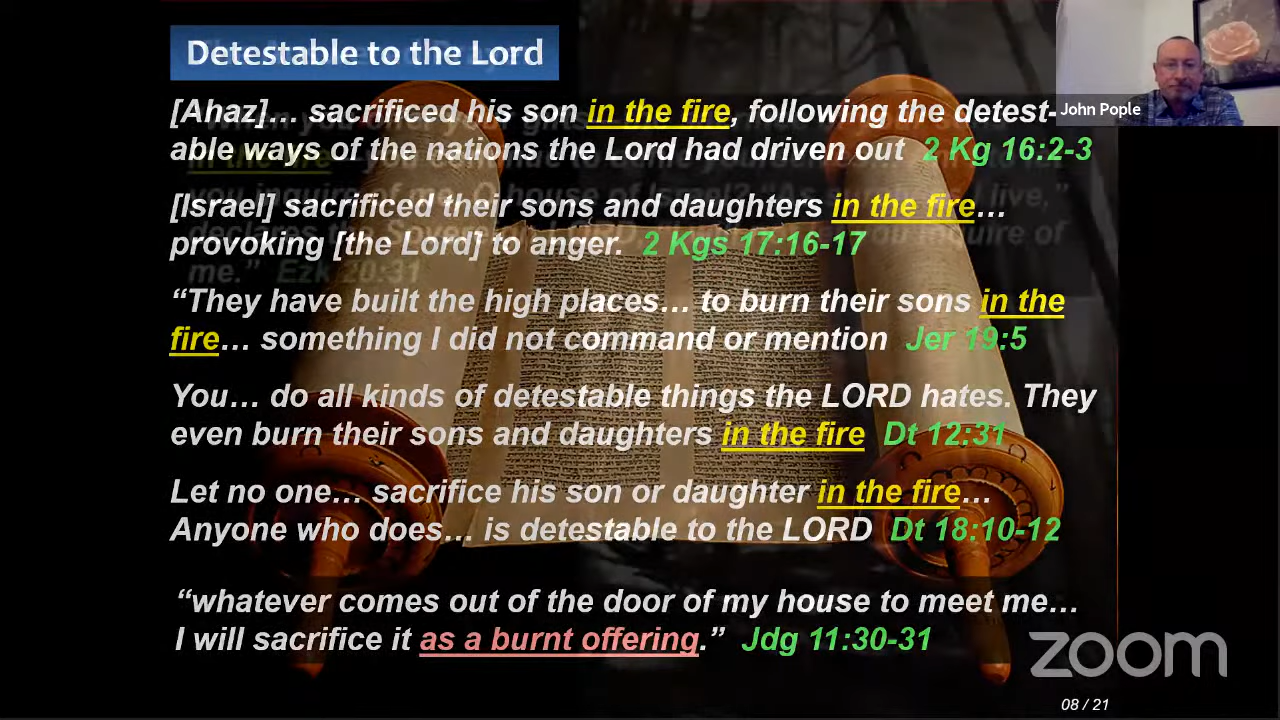 Detestable to the Lord
[Ahaz]… sacrificed his son in the fire, following the detest-
able ways of the nations the Lord had driven out 2 Kg 16:2-3
[Israel] sacrificed their sons and daughters in the fire…
provoking [the Lord] to anger. 2 Kgs 17:16-17
“They have built the high places… to burn their sons in the
fire… something I did not command or mention Jer 19:5
You… do all kinds of detestable things the LORD hates. They
even burn their sons and daughters in the fire Dt 12:31
Let no one… sacrifice his son or daughter in the fire…
Anyone who does… is detestable to the LORD Dt 18:10-12
“whatever comes out of the door of my house to meet me…
I will sacrifice it as a burnt offering.” Jdg 11:30-31
John Pople
zoom
08 / 21